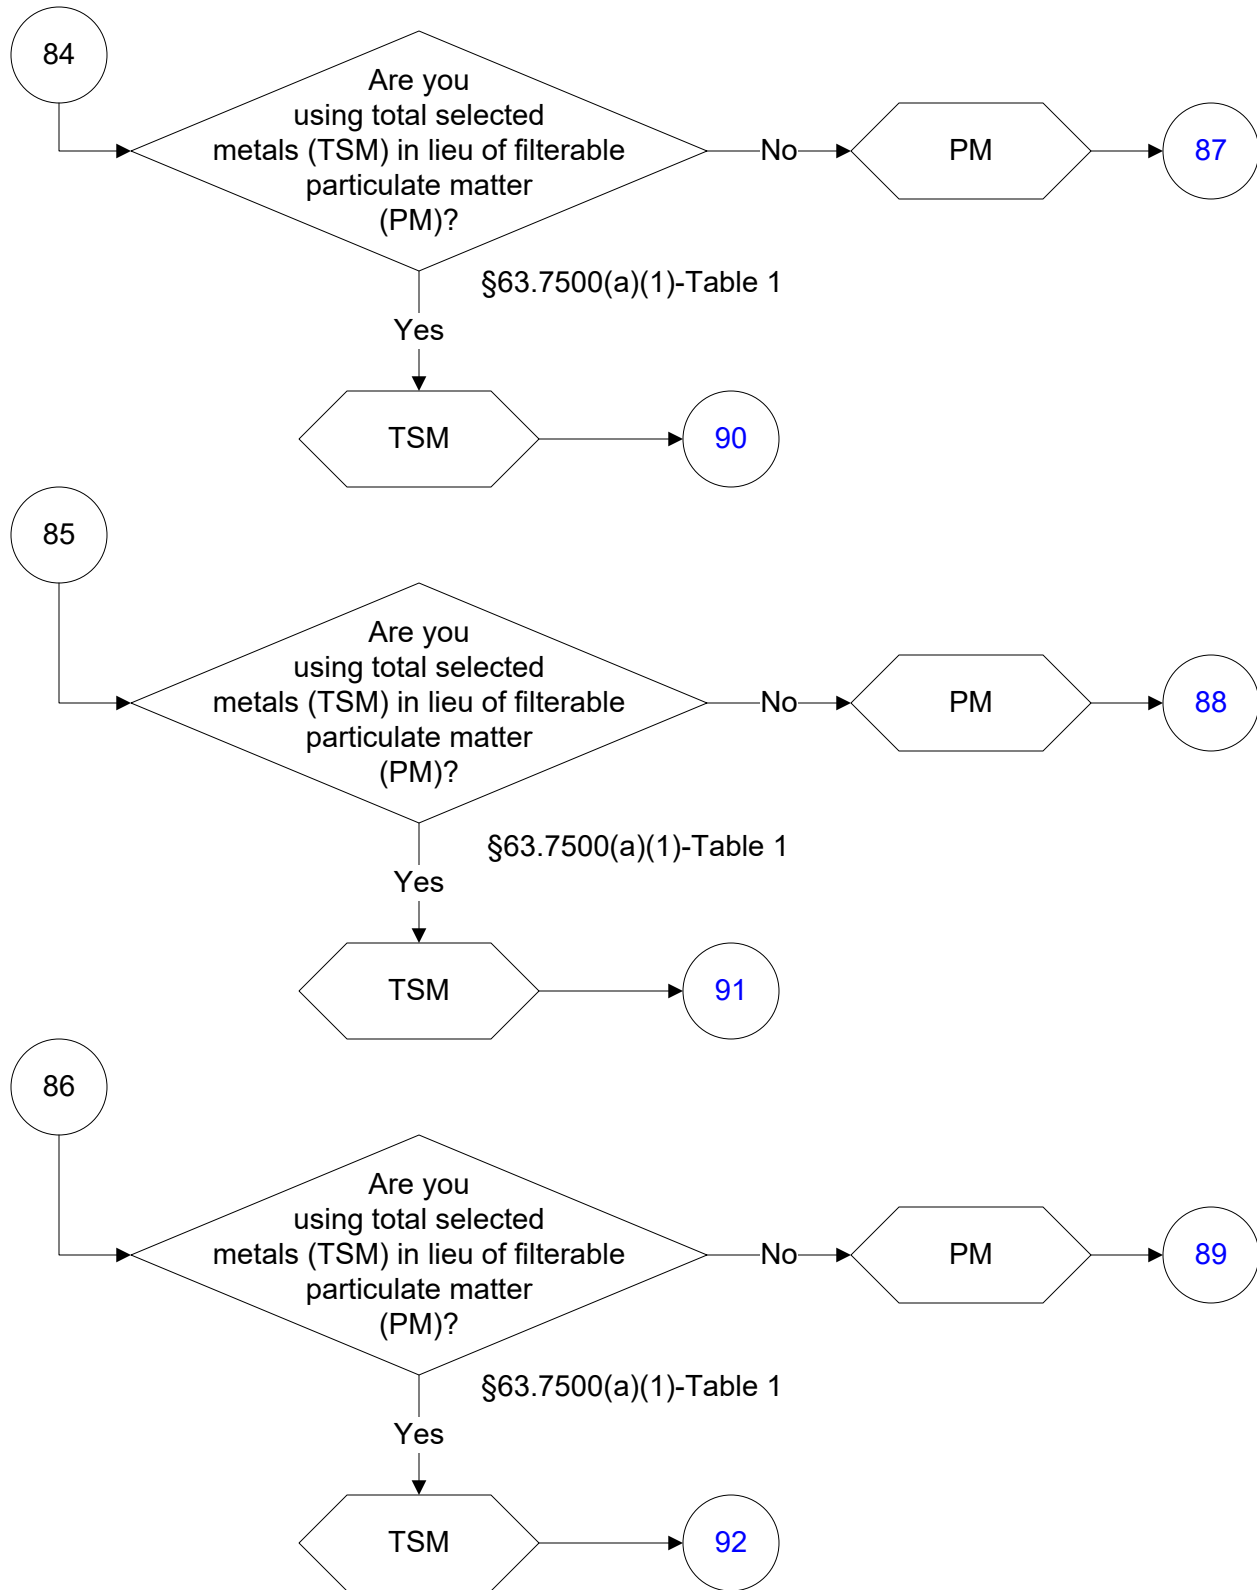 84
Are you
using total selected
metals (TSM) in lieu of filterable
particulate matter
(PM)?
No
PM
87
§63.7500(a)(1)-Table 1
Yes
TSM
90
85
Are you
using total selected
metals (TSM) in lieu of filterable
particulate matter
(PM)?
No
PM
88
§63.7500(a)(1)-Table 1
Yes
TSM
91
86
Are you
using total selected
metals (TSM) in lieu of filterable
particulate matter
(PM)?
No
PM
89
§63.7500(a)(1)-Table 1
Yes
TSM
92